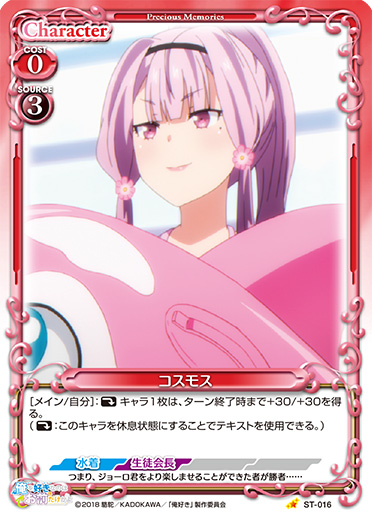 Precious Memories
Character
COST
0
SOURCE
3
コスモス
[メイン/自分]: キャラ1枚は、ターン終了時まで+30/+30を得
る。
( :このキャラを休息状態にすることでテキストを使用できる。)
水着 生徒会長
つまり、ジョーロ君をより楽しませることができた者が勝者……
©2018 駱駝/KADOKAWA/「俺好き」製作委員会
ST-016